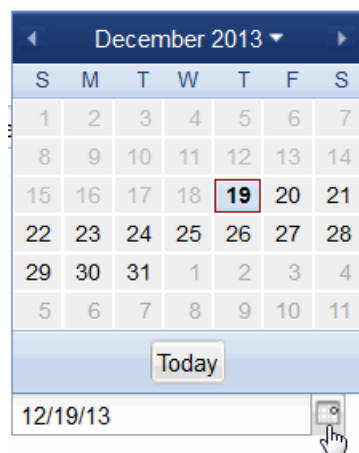 December 2013
S M T W T F S
1 2 3 4 5 6 7
8 9 10 11 12 13 14
15 16 17 18 19 20 21
22 23 24 25 26 27 28
29 30 31 1 2 3 4
5 6 7 8 9 10 11
Today
12/19/13